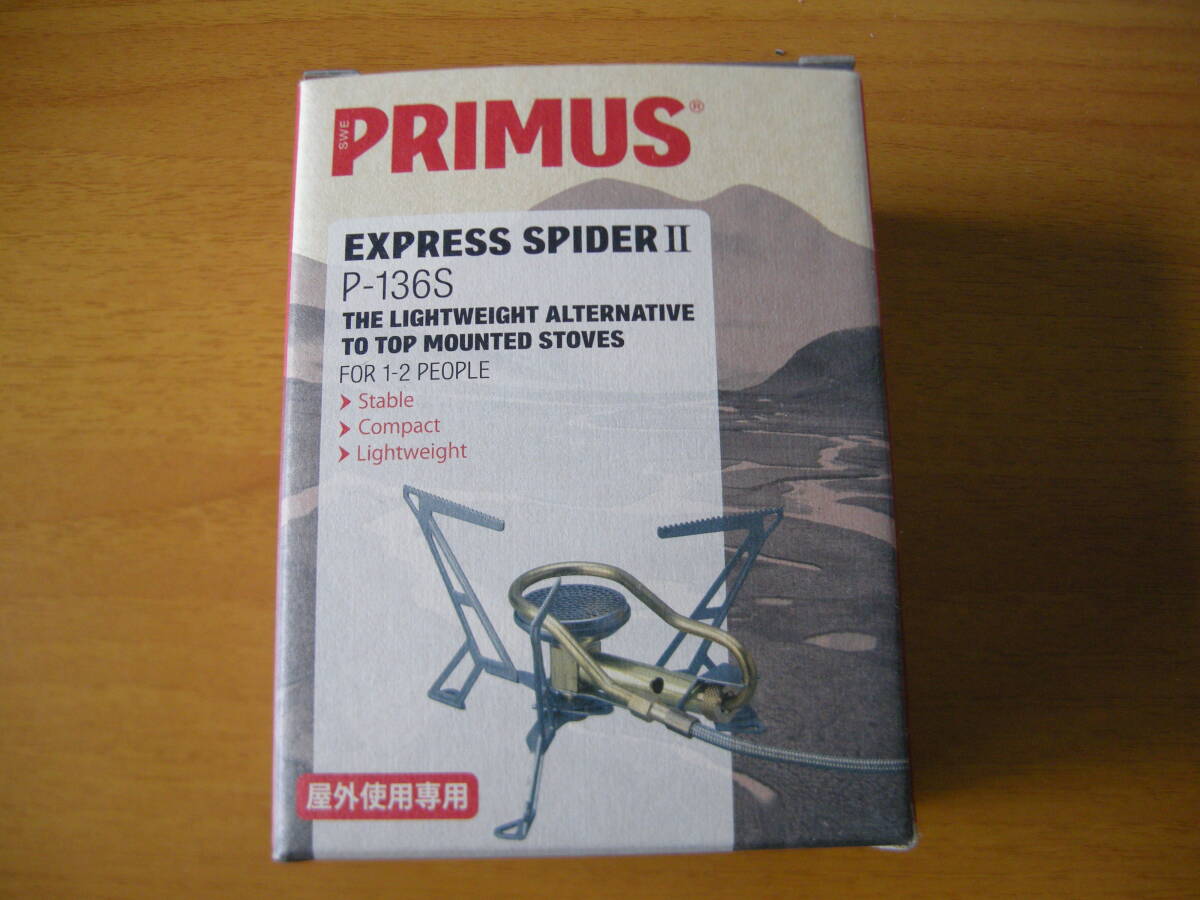 SWE
PRIMUS®
EXPRESS SPIDER II
P-136S
THE LIGHTWEIGHT ALTERNATIVE
TO TOP MOUNTED STOVES
FOR 1-2 PEOPLE
Stable
Compact
Lightweight
屋外使用専用